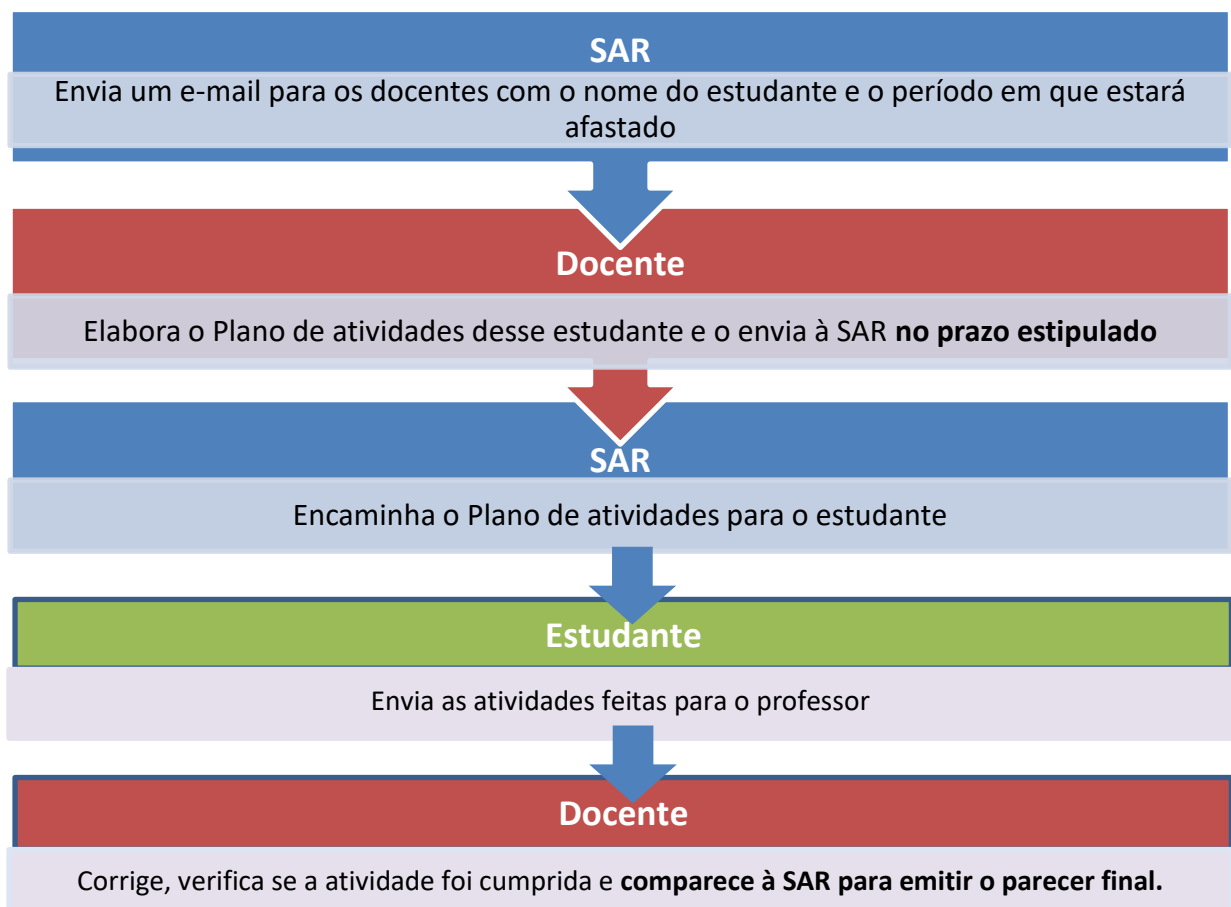 SAR
Envia um e-mail para os docentes com o nome do estudante e o período em que estará
afastado
Docente
Elabora o Plano de atividades desse estudante e o envia à SAR no prazo estipulado
SAR
Encaminha o Plano de atividades para o estudante
Estudante
Envia as atividades feitas para o professor
Docente
Corrige, verifica se a atividade foi cumprida e comparece à SAR para emitir o parecer final.